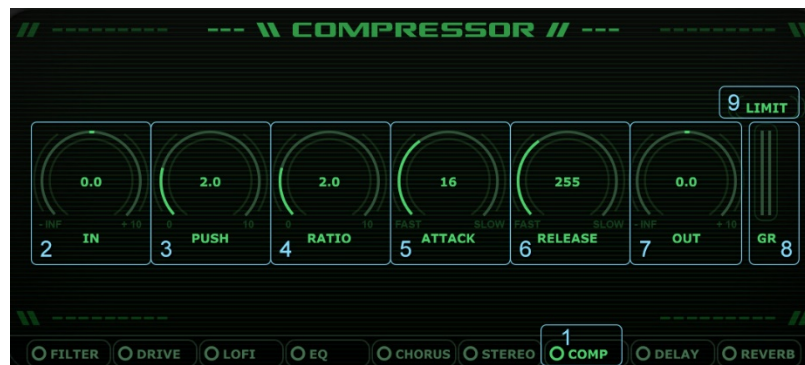 COMPRESSOR
9 LIMIT
0.0 2.0 2.0 16 255 0.0
- INF + 10 0 10 0 10 FAST SLOW FAST SLOW - INF + 10
2 IN 3 PUSH 4 RATIO 5 ATTACK 6 RELEASE 7 OUT GR 8
1
FILTER DRIVE LOFI EQ CHORUS STEREO COMP DELAY REVERB